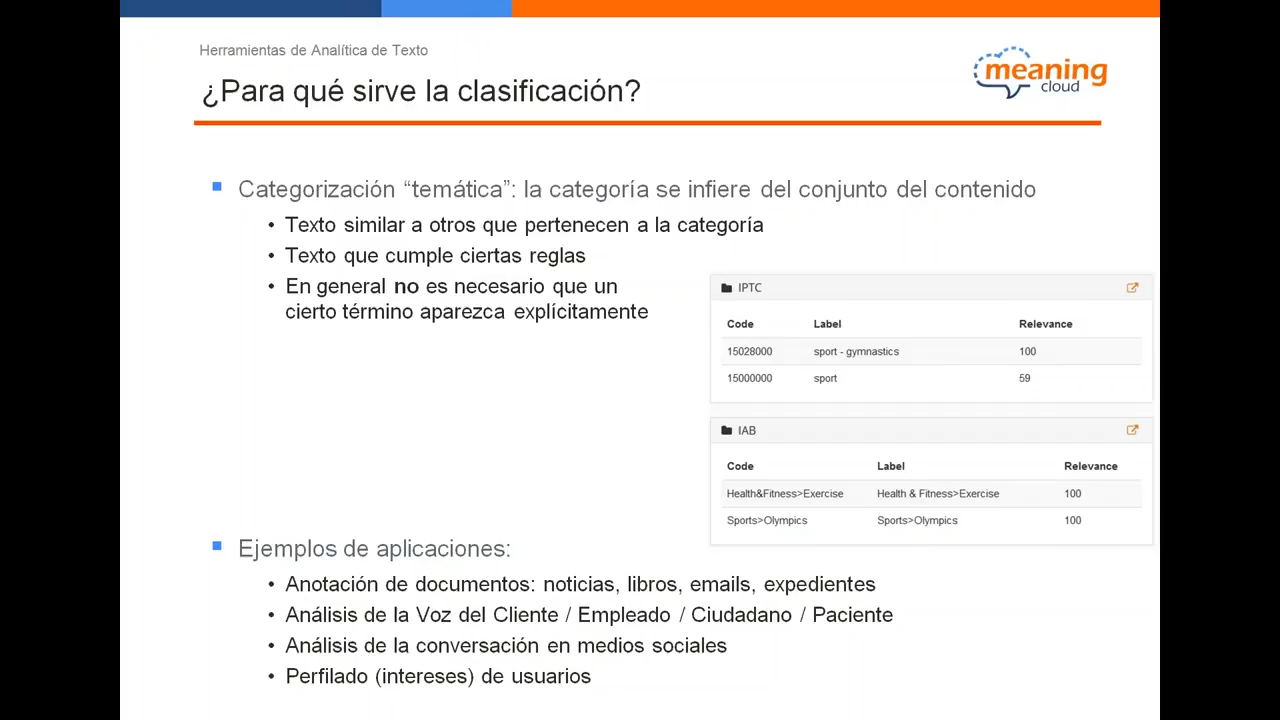 Herramientas de Analítica de Texto
¿Para qué sirve la clasificación?
meaning
cloud
Categorización “temática”: la categoría se infiere del conjunto del contenido
• Texto similar a otros que pertenecen a la categoría
• Texto que cumple ciertas reglas
• En general no es necesario que un
cierto término aparezca explícitamente
IPTC
Code Label Relevance
15028000 sport - gymnastics 100
15000000 sport 59
IAB
Code Label Relevance
Health&Fitness>Exercise Health & Fitness>Exercise 100
Sports>Olympics Sports>Olympics 100
Ejemplos de aplicaciones:
• Anotación de documentos: noticias, libros, emails, expedientes
• Análisis de la Voz del Cliente / Empleado / Ciudadano / Paciente
• Análisis de la conversación en medios sociales
• Perfilado (intereses) de usuarios